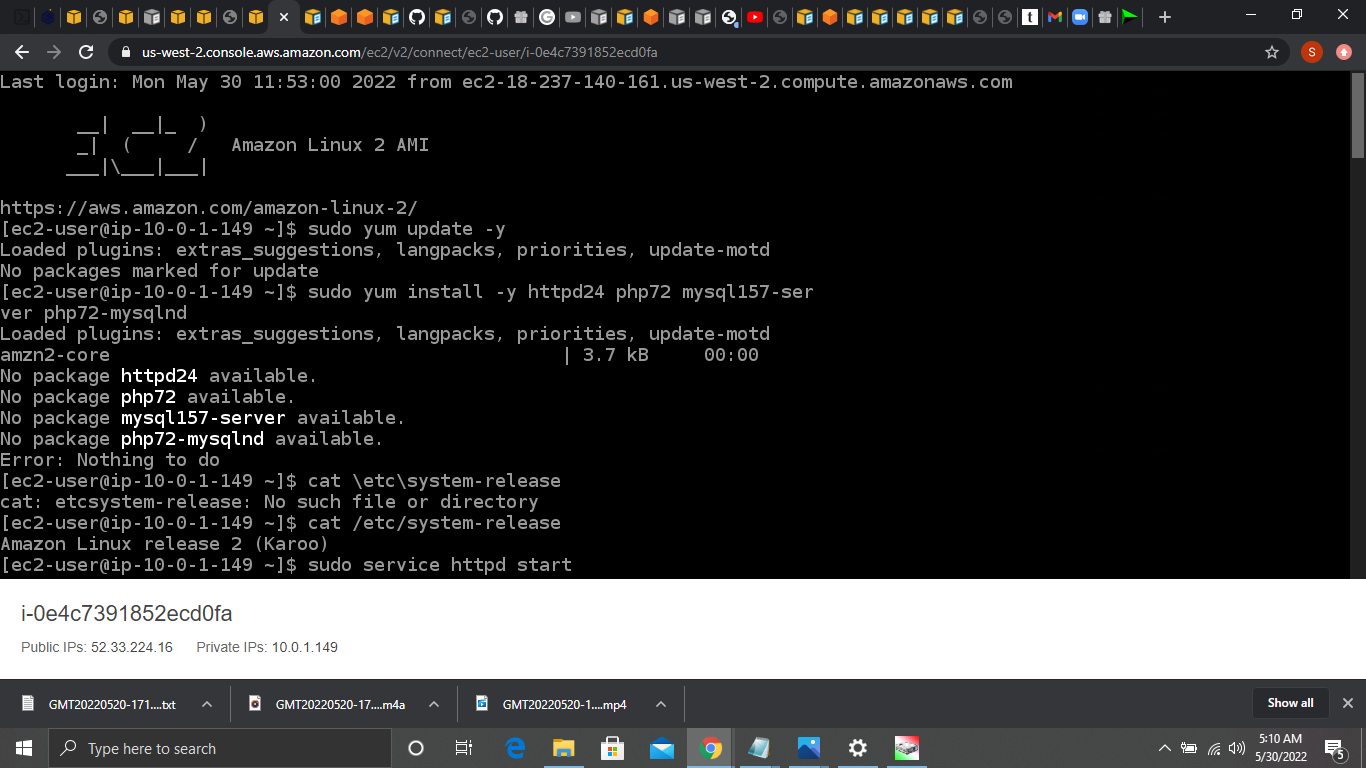 us-west-2.console.aws.amazon.com/ec2/v2/connect/ec2-user/i-0e4c7391852ecd0fa
S
Last login: Mon May 30 11:53:00 2022 from ec2-18-237-140-161.us-west-2.compute.amazonaws.com
__|  __|_  )
_|  (     /   Amazon Linux 2 AMI
___|\___|___|
https://aws.amazon.com/amazon-linux-2/
[ec2-user@ip-10-0-1-149 ~]$ sudo yum update -y
Loaded plugins: extras_suggestions, langpacks, priorities, update-motd
No packages marked for update
[ec2-user@ip-10-0-1-149 ~]$ sudo yum install -y httpd24 php72 mysql157-ser
ver php72-mysqlnd
Loaded plugins: extras_suggestions, langpacks, priorities, update-motd
amzn2-core | 3.7 kB 00:00
No package httpd24 available.
No package php72 available.
No package mysql157-server available.
No package php72-mysqlnd available.
Error: Nothing to do
[ec2-user@ip-10-0-1-149 ~]$ cat \etc\system-release
cat: etcsystem-release: No such file or directory
[ec2-user@ip-10-0-1-149 ~]$ cat /etc/system-release
Amazon Linux release 2 (Karoo)
[ec2-user@ip-10-0-1-149 ~]$ sudo service httpd start
i-0e4c7391852ecd0fa
Public IPs: 52.33.224.16 Private IPs: 10.0.1.149
GMT20220520-171....txt GMT20220520-17....m4a GMT20220520-1....mp4 Show all
Type here to search
5:10 AM
5/30/2022
5